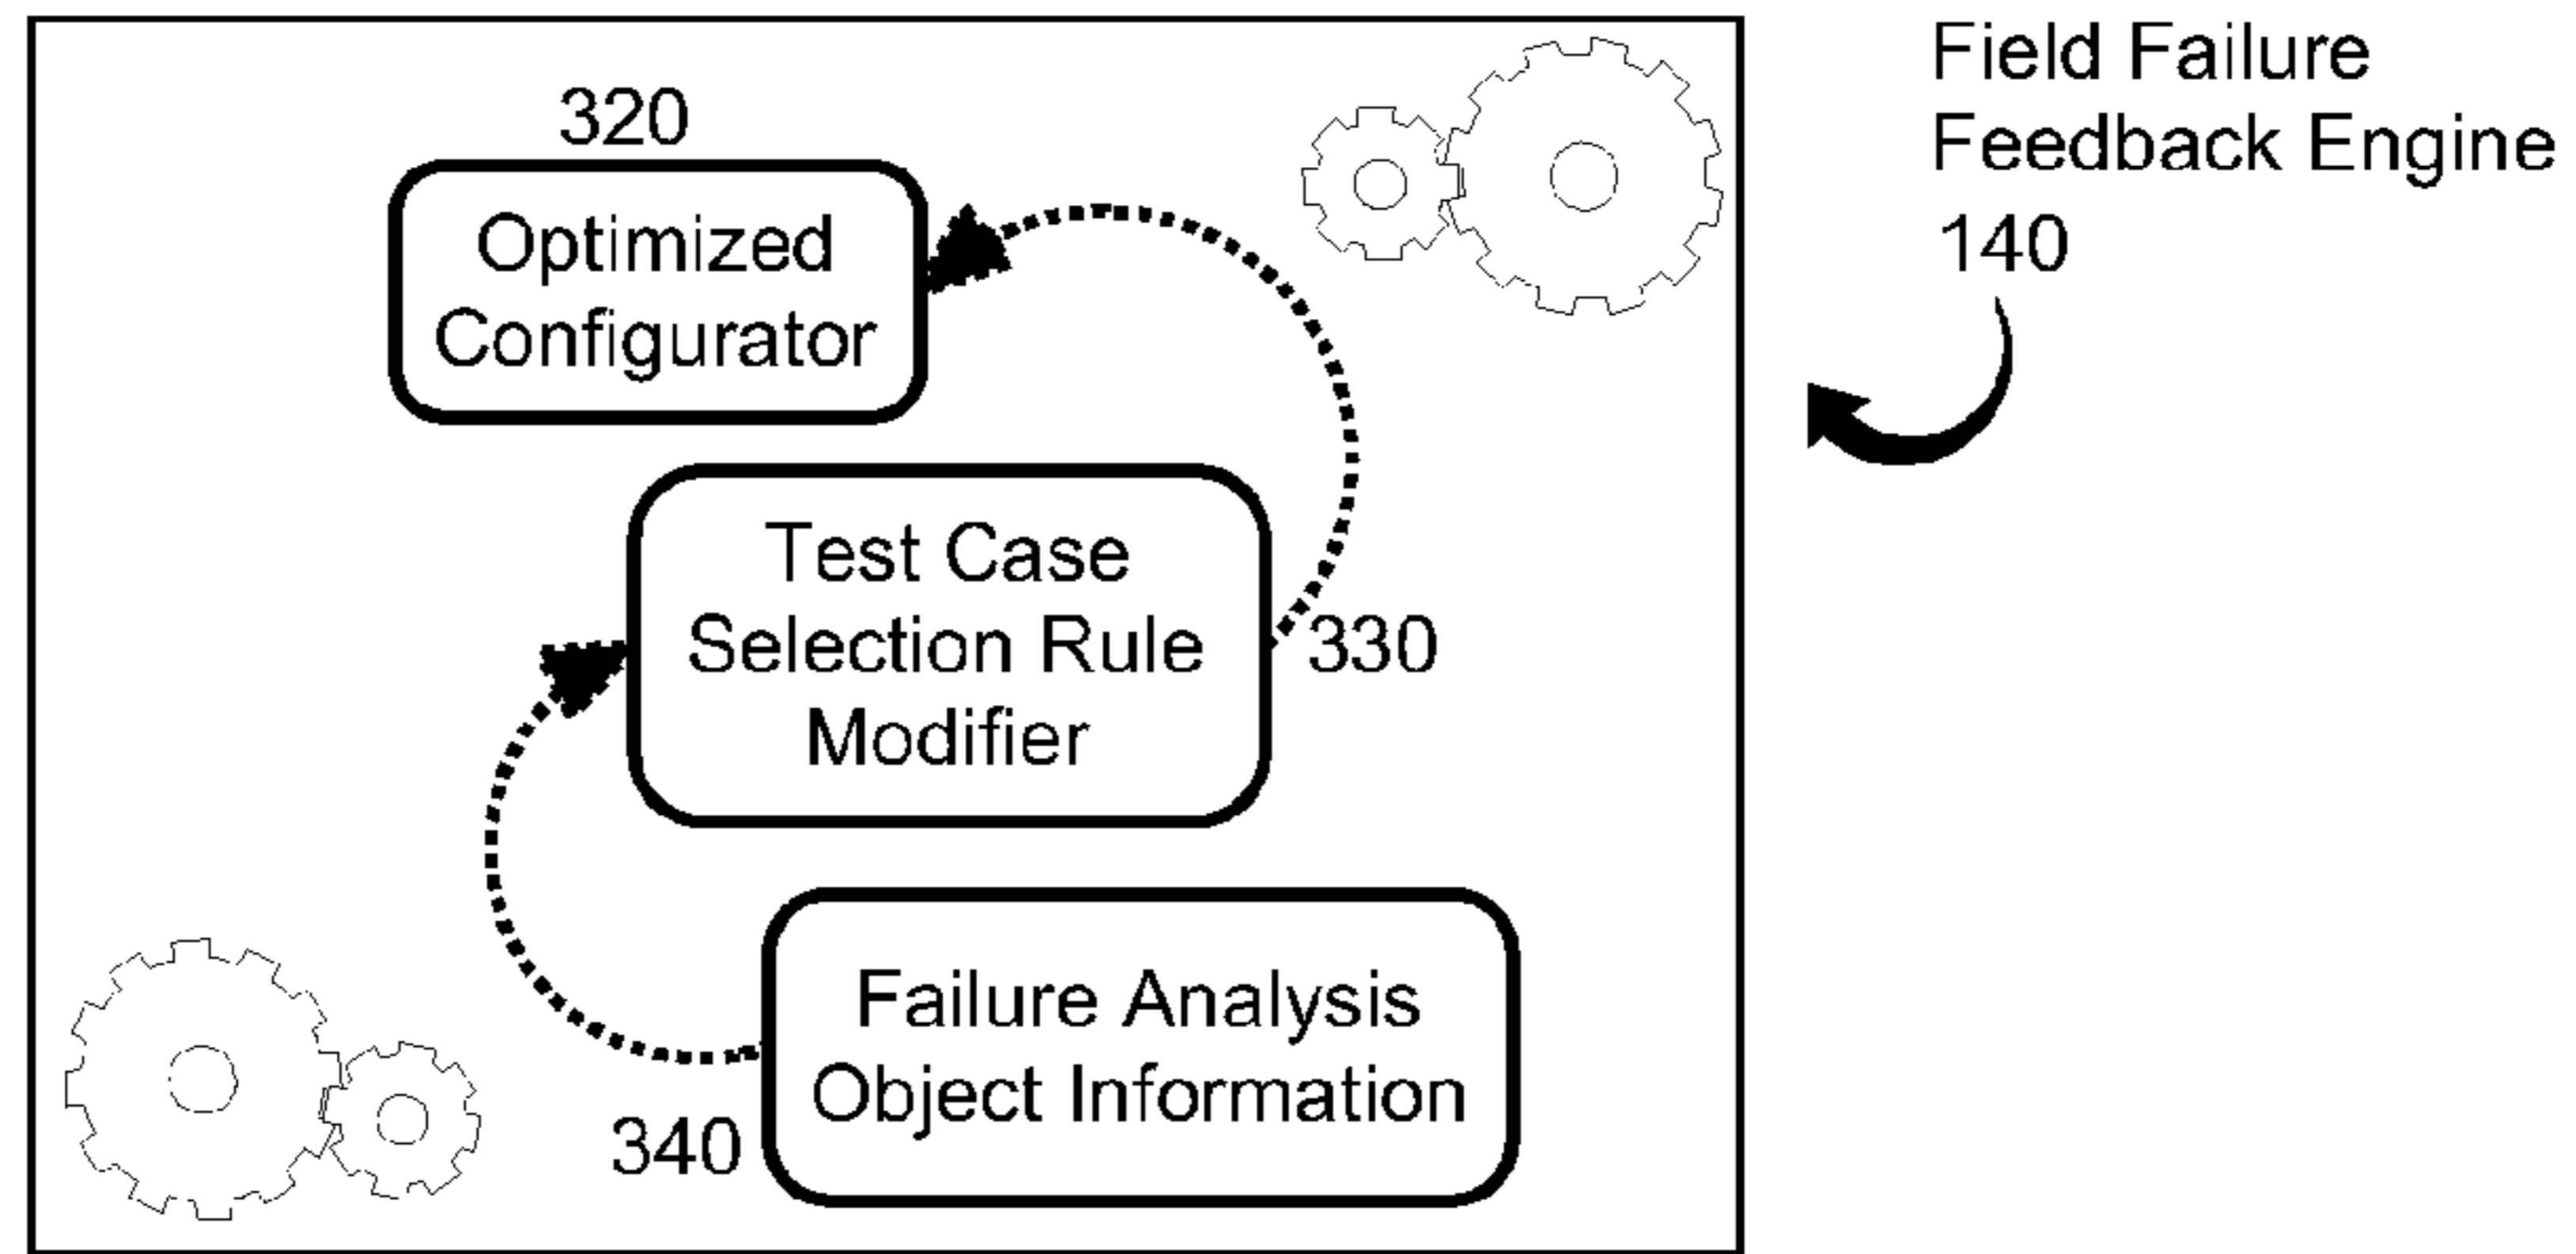 Field Failure
Feedback Engine
140
320
Optimized
Configurator
Test Case
Selection Rule
Modifier
330
Failure Analysis
Object Information
340